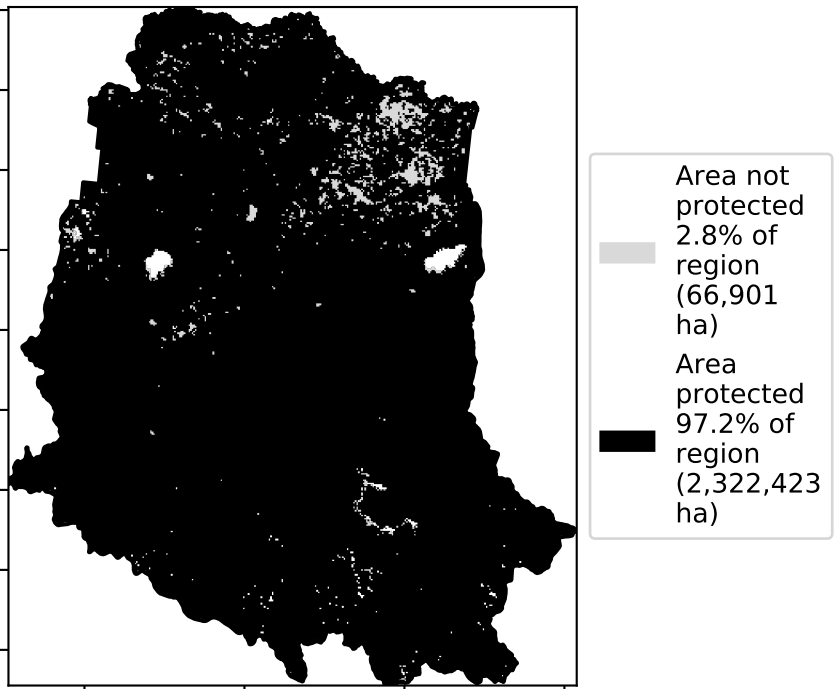 Area not
protected
2.8% of
region
(66,901
ha)
Area
protected
97.2% of
region
(2,322,423
ha)